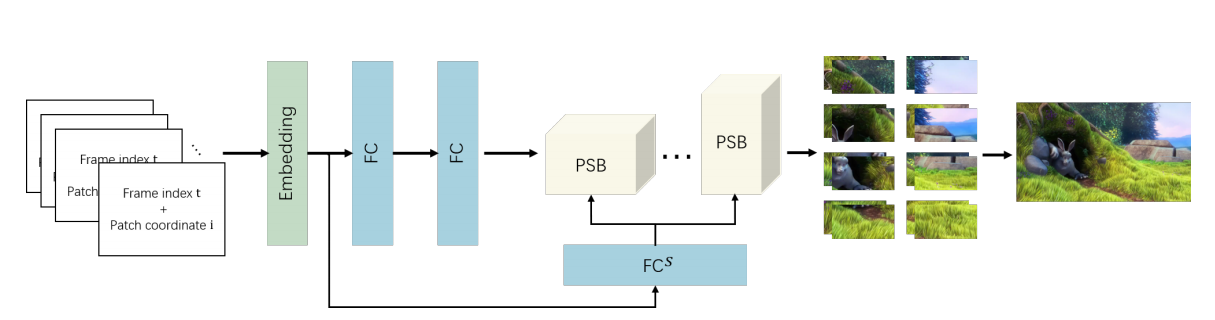 Frame index t
Patch
Frame index t
+
Patch coordinate i
Embedding
FC
FC
PSB
...
PSB
FC^S